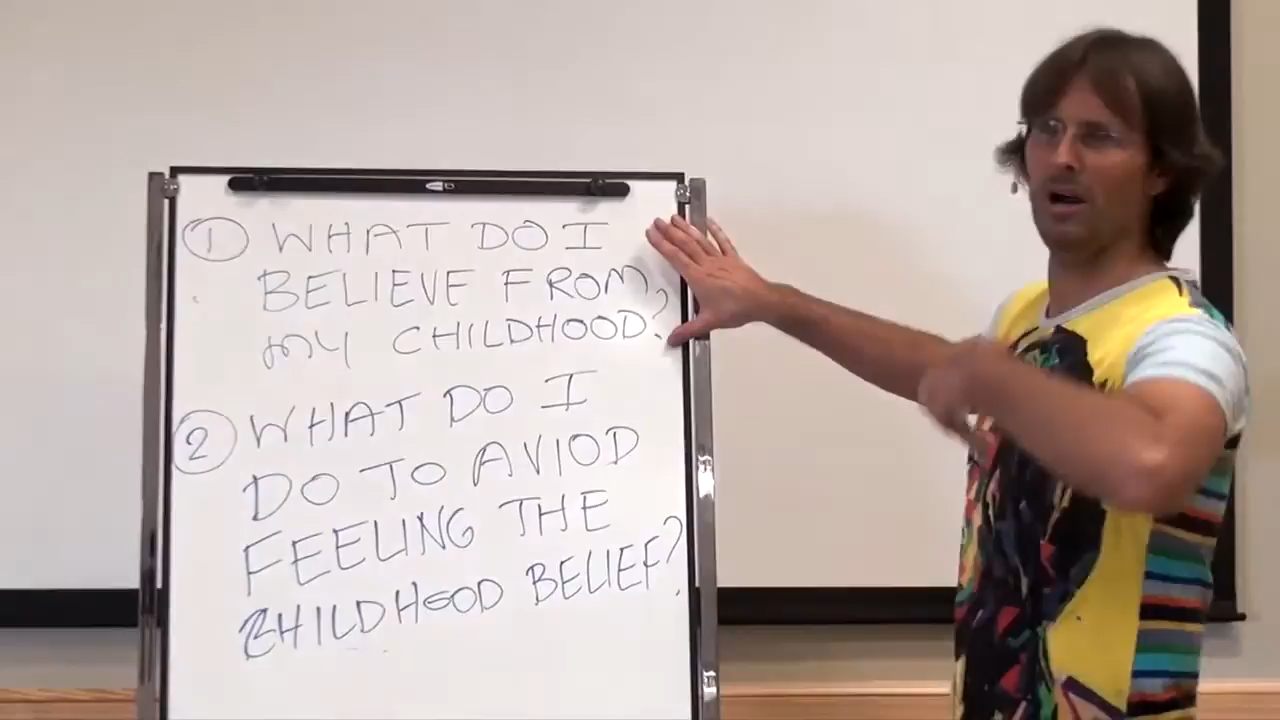 ① WHAT DO I
BELIEVE FROM
MY CHILDHOOD?
② WHAT DO I
DO TO AVIOD
FEELING THE
CHILDHOOD BELIEF?